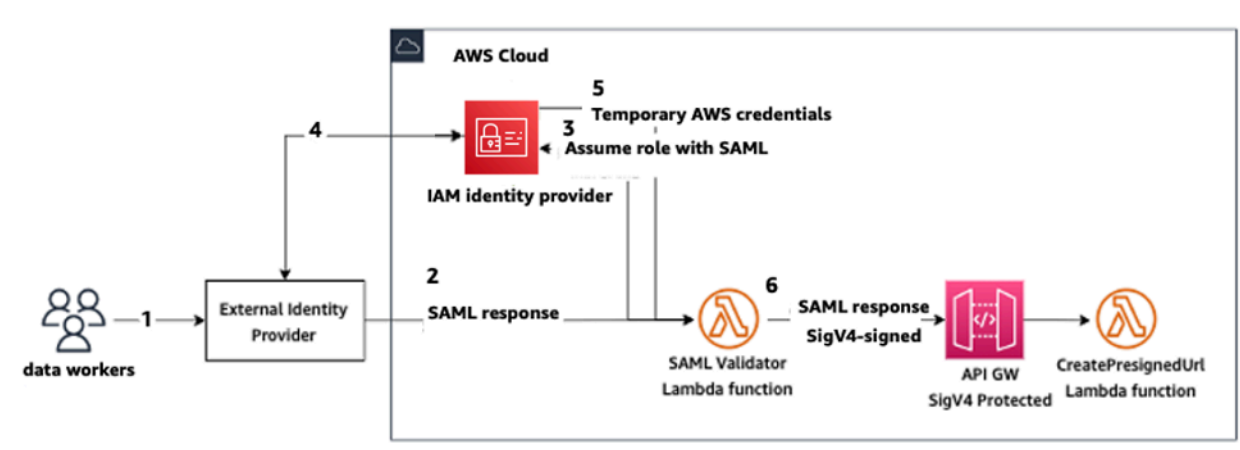 AWS Cloud
5
Temporary AWS credentials
4
3
Assume role with SAML
IAM identity provider
2
6
1
External Identity
Provider
SAML response
SAML response
SigV4-signed
data workers
SAML Validator
Lambda function
API GW
SigV4 Protected
CreatePresignedUrl
Lambda function